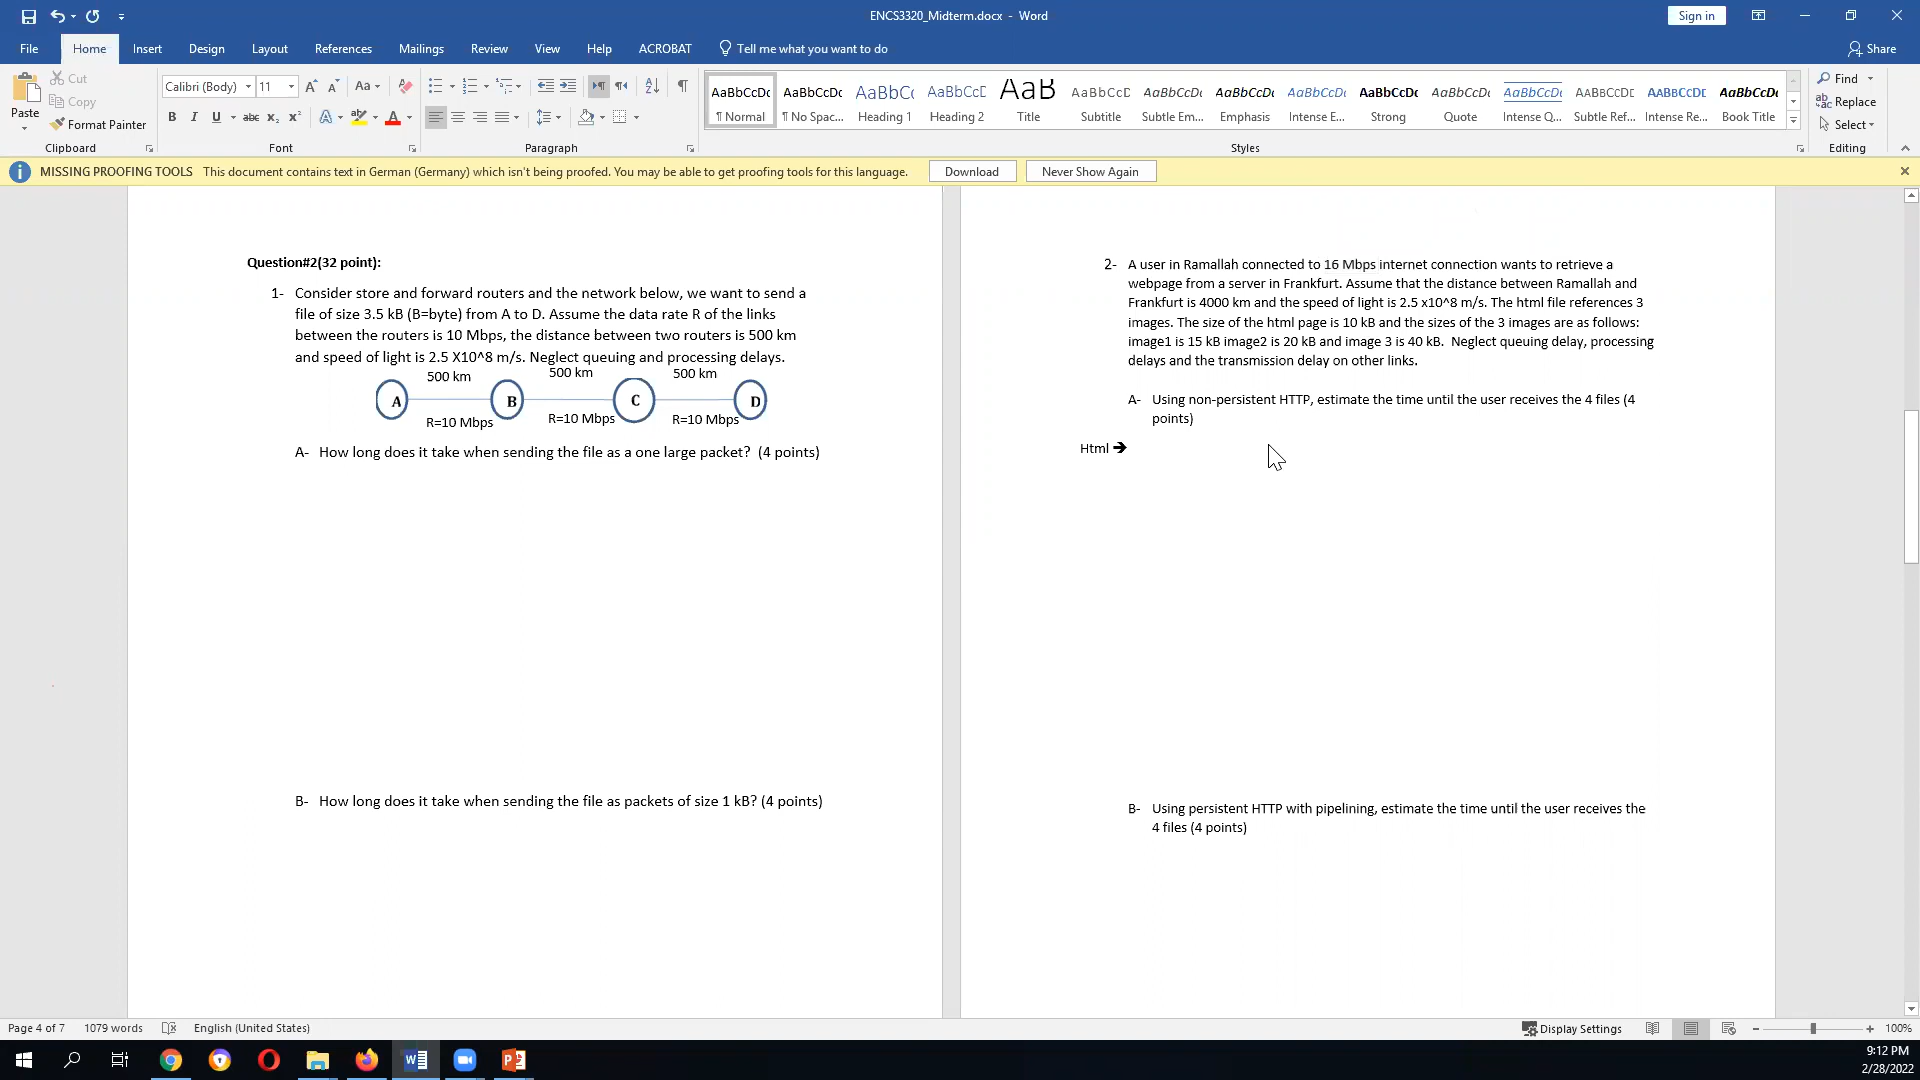 ENCS3320_Midterm.docx - Word
Sign in
File Home Insert Design Layout References Mailings Review View Help ACROBAT Tell me what you want to do
Share
Paste
Cut
Copy
Format Painter
Clipboard
Calibri (Body) 11
Font
Paragraph
AaBbCcDc AaBbCcDc AaBbCc AaBbCcE AaB AaBbCcD AaBbCcDc AaBbCcDc AaBbCcDc AaBbCcDc AaBbCcDc AaBbCcDc AABBCCDE AABBCCDE AaBbCcDc
¶ Normal ¶ No Spac... Heading 1 Heading 2 Title Subtitle Subtle Em... Emphasis Intense E... Strong Quote Intense Q... Subtle Ref... Intense Re... Book Title
Styles
Find
Replace
Select
Editing
MISSING PROOFING TOOLS This document contains text in German (Germany) which isn't being proofed. You may be able to get proofing tools for this language. Download Never Show Again
Question#2(32 point):
1- Consider store and forward routers and the network below, we want to send a
file of size 3.5 kB (B=byte) from A to D. Assume the data rate R of the links
between the routers is 10 Mbps, the distance between two routers is 500 km
and speed of light is 2.5 X10^8 m/s. Neglect queuing and processing delays.
500 km 500 km 500 km
A B C D
R=10 Mbps R=10 Mbps R=10 Mbps
A- How long does it take when sending the file as a one large packet? (4 points)
B- How long does it take when sending the file as packets of size 1 kB? (4 points)
2- A user in Ramallah connected to 16 Mbps internet connection wants to retrieve a
webpage from a server in Frankfurt. Assume that the distance between Ramallah and
Frankfurt is 4000 km and the speed of light is 2.5 x10^8 m/s. The html file references 3
images. The size of the html page is 10 kB and the sizes of the 3 images are as follows:
image1 is 15 kB image2 is 20 kB and image 3 is 40 kB. Neglect queuing delay, processing
delays and the transmission delay on other links.
A- Using non-persistent HTTP, estimate the time until the user receives the 4 files (4
points)
Html ➔
B- Using persistent HTTP with pipelining, estimate the time until the user receives the
4 files (4 points)
Page 4 of 7 1079 words English (United States)
Display Settings
100%
9:12 PM
2/28/2022